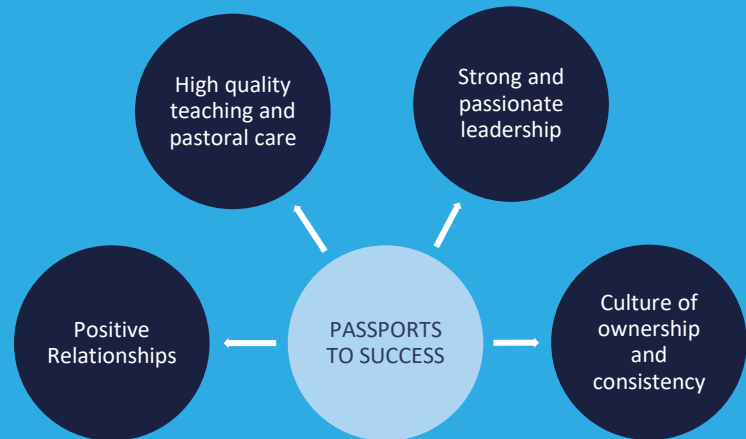 High quality
teaching and
pastoral care
Strong and
passionate
leadership
Positive
Relationships
PASSPORTS
TO SUCCESS
Culture of
ownership
and
consistency